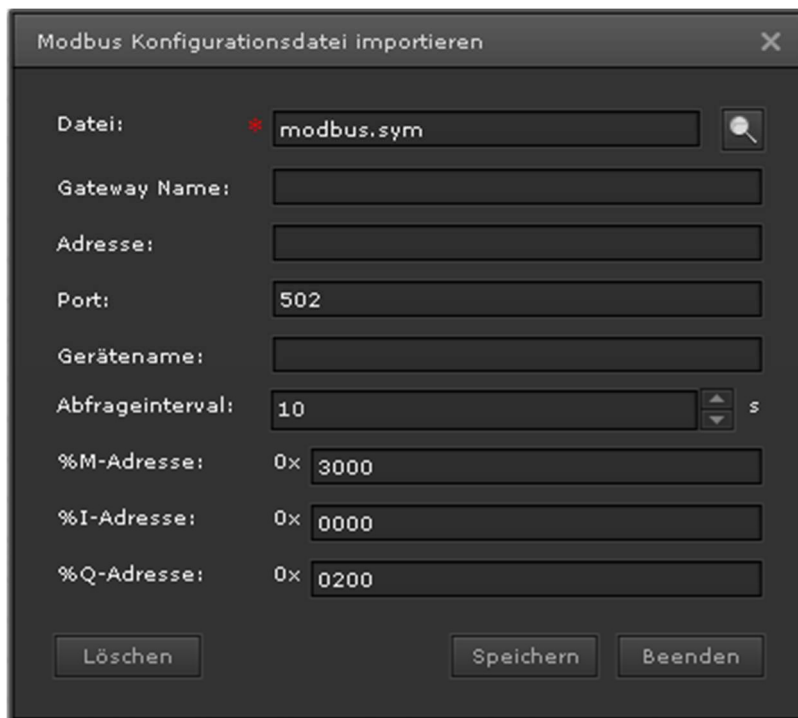 Modbus Konfigurationsdatei importieren
Datei: * modbus.sym
Gateway Name:
Adresse:
Port: 502
Gerätename:
Abfrageinterval: 10 s
%M-Adresse: 0x 3000
%I-Adresse: 0x 0000
%Q-Adresse: 0x 0200
Löschen Speichern Beenden